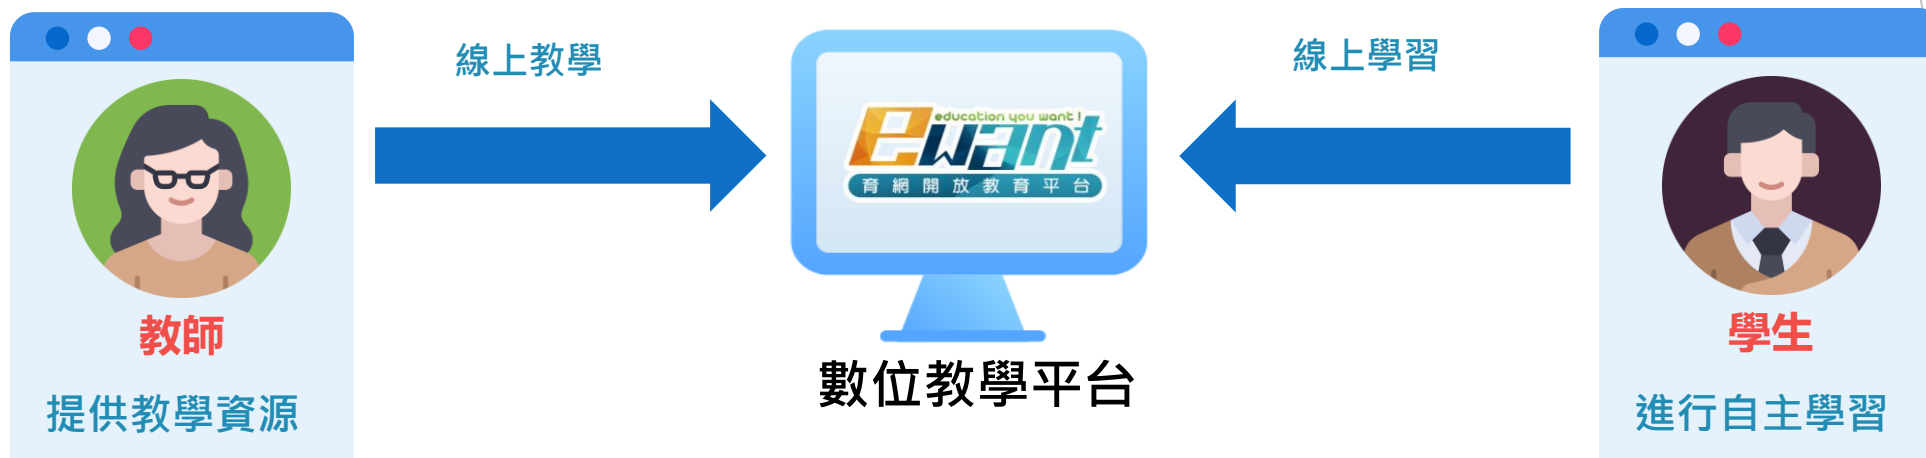 線上教學
線上學習
education you want!
ewant
育網開放教育平台
教師
學生
數位教學平台
提供教學資源
進行自主學習